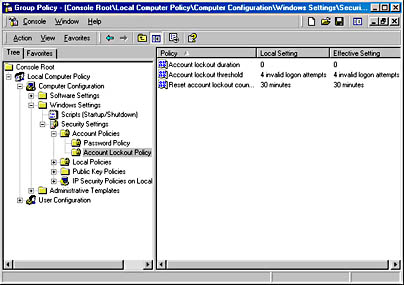 Group Policy - [Console Root\Local Computer Policy\Computer Configuration\Windows Settings\Securi...
Console Window Help
Action View Favorites
Tree Favorites
Console Root
Local Computer Policy
Computer Configuration
Software Settings
Windows Settings
Scripts (Startup/Shutdown)
Security Settings
Account Policies
Password Policy
Account Lockout Policy
Local Policies
Public Key Policies
IP Security Policies on Local
Administrative Templates
User Configuration
Policy Local Setting Effective Setting
Account lockout duration 0 0
Account lockout threshold 4 invalid logon attempts 4 invalid logon attempts
Reset account lockout coun... 30 minutes 30 minutes